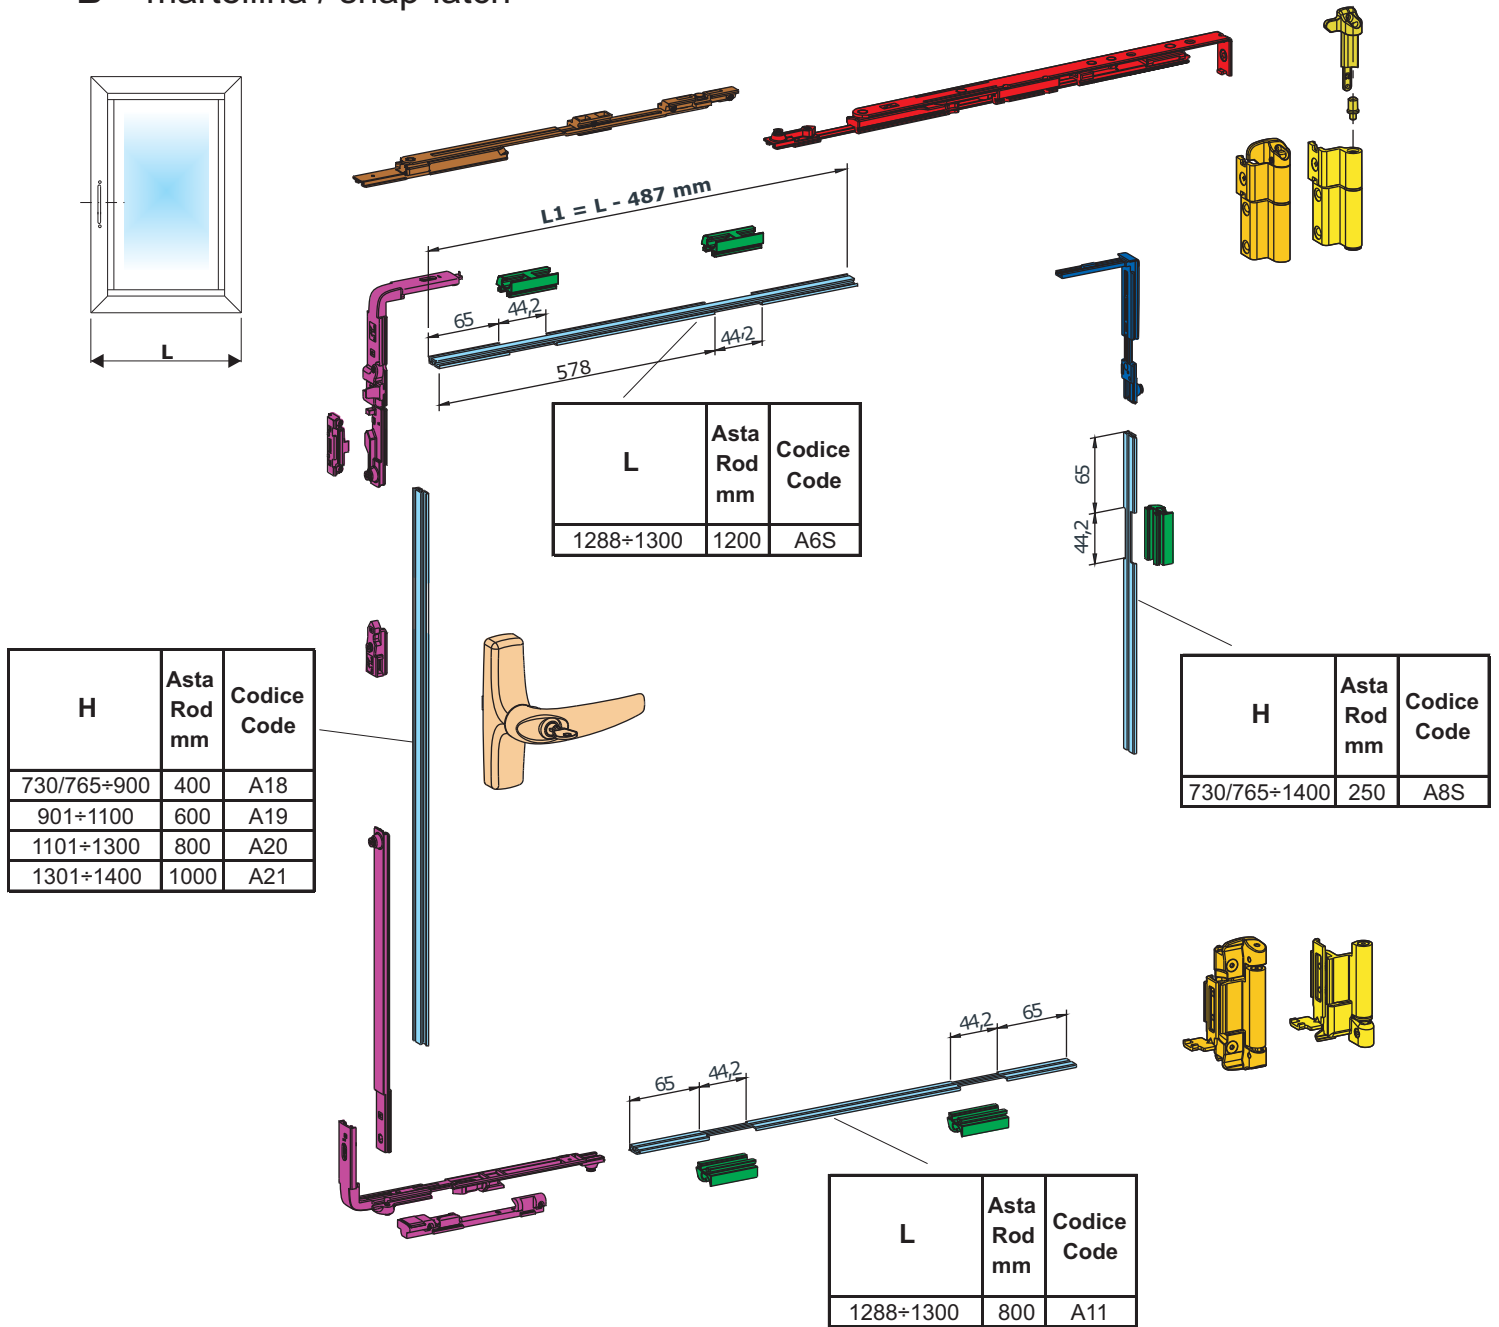 B martellina / snap-latch
L1 = L - 487 mm
65
44,2
44,2
578
L
L
Asta
Rod
mm
Codice
Code
1288÷1300 1200 A6S
65
44,2
H
Asta
Rod
mm
Codice
Code
730/765÷900 400 A18
901÷1100 600 A19
1101÷1300 800 A20
1301÷1400 1000 A21
H
Asta
Rod
mm
Codice
Code
730/765÷1400 250 A8S
65
44,2
44,2
65
L
Asta
Rod
mm
Codice
Code
1288÷1300 800 A11